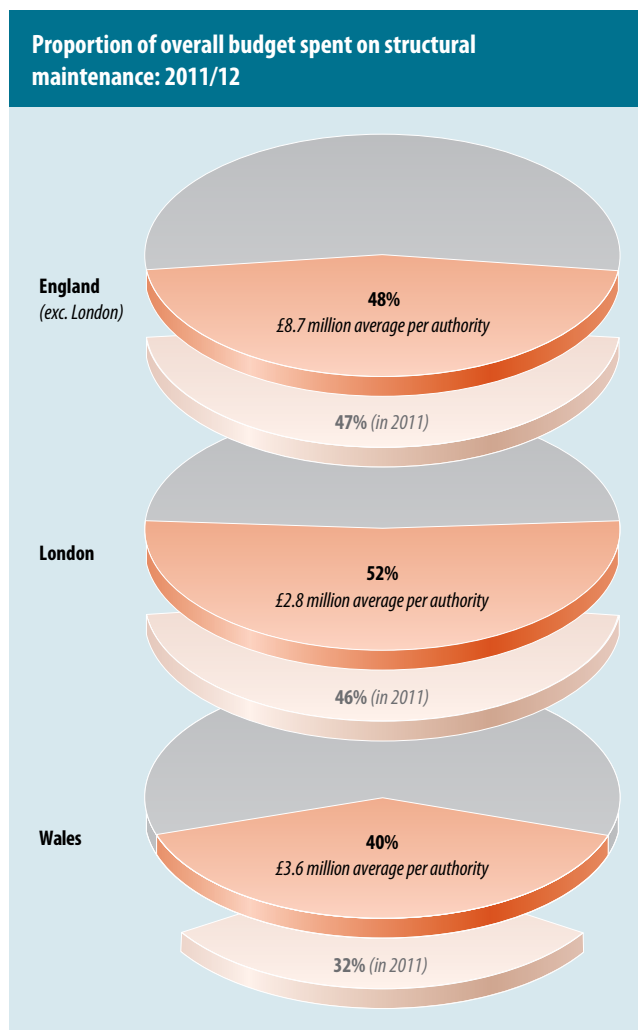 Proportion of overall budget spent on structural
maintenance: 2011/12
England
(exc. London)
48%
£8.7 million average per authority
47% (in 2011)
London
52%
£2.8 million average per authority
46% (in 2011)
Wales
40%
£3.6 million average per authority
32% (in 2011)